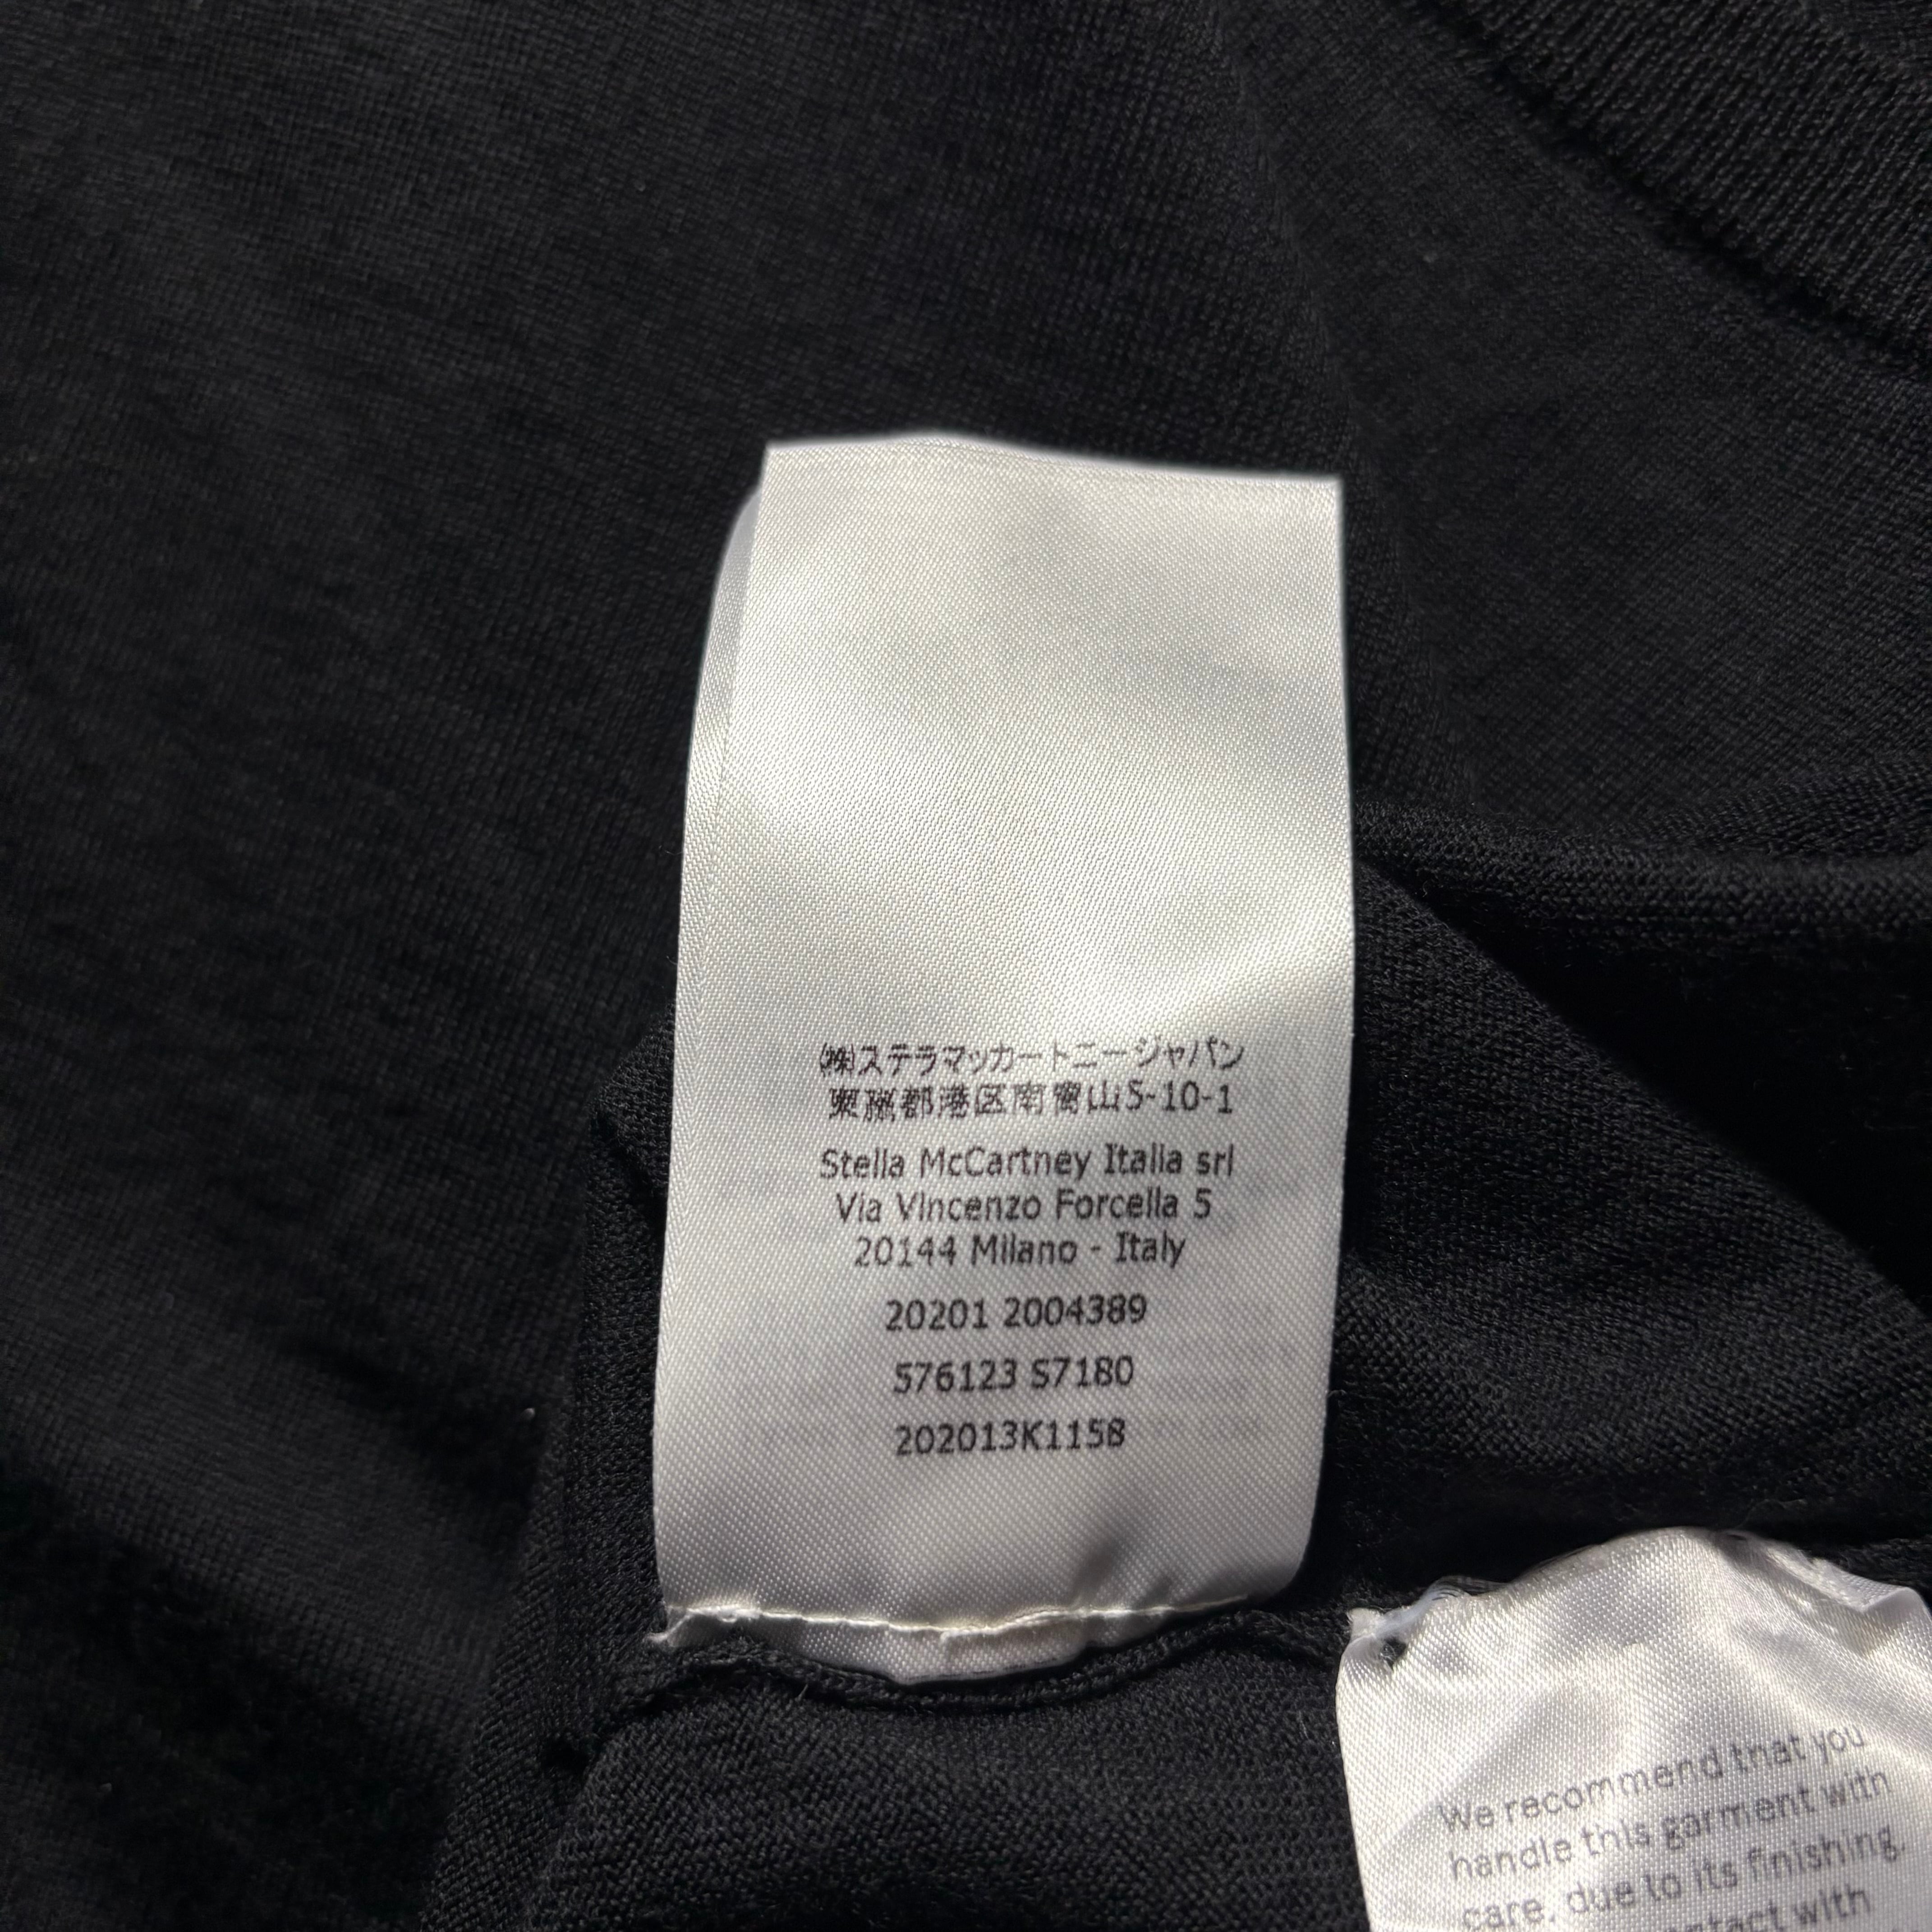 ㈱ステラマッカートニージャパン
東京都港区南青山5-10-1
Stella McCartney Italia srl
Via Vincenzo Forcella 5
20144 Milano - Italy
20201 2004389
576123 S7180
202013K1158
We recommend that you
handle this garment with
care, due to its finishing.
with